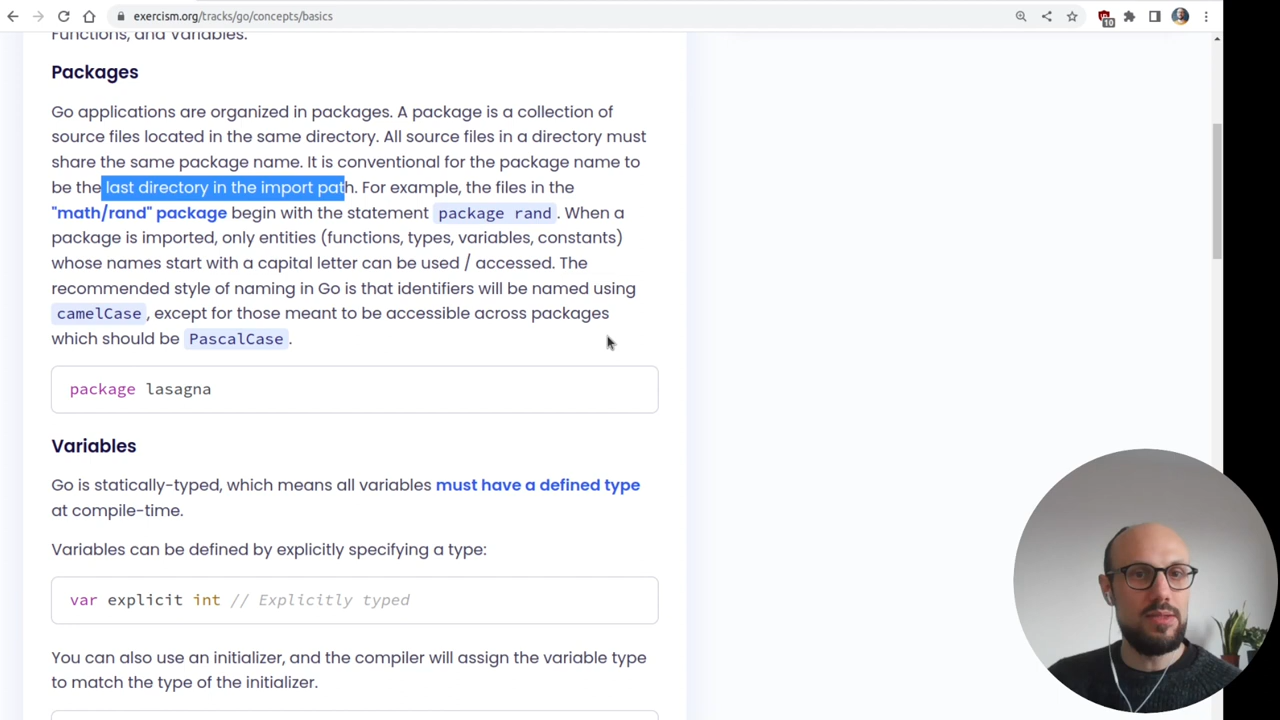 exercism.org/tracks/go/concepts/basics
10
Functions, and Variables.
Packages
Go applications are organized in packages. A package is a collection of
source files located in the same directory. All source files in a directory must
share the same package name. It is conventional for the package name to
be the last directory in the import path. For example, the files in the
"math/rand" package begin with the statement package rand. When a
package is imported, only entities (functions, types, variables, constants)
whose names start with a capital letter can be used / accessed. The
recommended style of naming in Go is that identifiers will be named using
camelCase, except for those meant to be accessible across packages
which should be PascalCase.
package lasagna
Variables
Go is statically-typed, which means all variables must have a defined type
at compile-time.
Variables can be defined by explicitly specifying a type:
var explicit int // Explicitly typed
You can also use an initializer, and the compiler will assign the variable type
to match the type of the initializer.